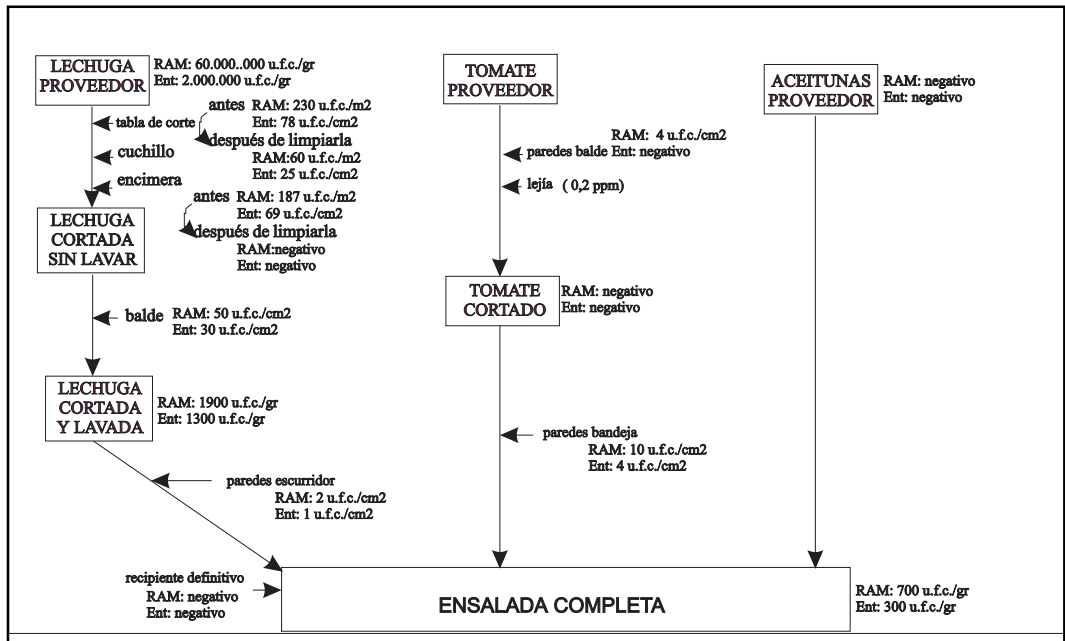 LECHUGA
PROVEEDOR
RAM: 60.000..000 u.f.c./gr
Ent: 2.000.000 u.f.c./gr
tabla de corte
antes RAM: 230 u.f.c./m2
Ent: 78 u.f.c./cm2
después de limpiarla
RAM:60 u.f.c./m2
Ent: 25 u.f.c./cm2
cuchillo
encimera
antes RAM: 187 u.f.c./m2
Ent: 69 u.f.c./cm2
después de limpiarla
RAM:negativo
Ent: negativo
LECHUGA
CORTADA
SIN LAVAR
balde RAM: 50 u.f.c./cm2
Ent: 30 u.f.c./cm2
LECHUGA
CORTADA
Y LAVADA
RAM: 1900 u.f.c./gr
Ent: 1300 u.f.c./gr
paredes escurridor
RAM: 2 u.f.c./cm2
Ent: 1 u.f.c./cm2
TOMATE
PROVEEDOR
RAM: 4 u.f.c./cm2
paredes balde Ent: negativo
lejía ( 0,2 ppm)
TOMATE
CORTADO
RAM: negativo
Ent: negativo
paredes bandeja
RAM: 10 u.f.c./cm2
Ent: 4 u.f.c./cm2
ACEITUNAS
PROVEEDOR
RAM: negativo
Ent: negativo
recipiente definitivo
RAM: negativo
Ent: negativo
ENSALADA COMPLETA
RAM: 700 u.f.c./gr
Ent: 300 u.f.c./gr